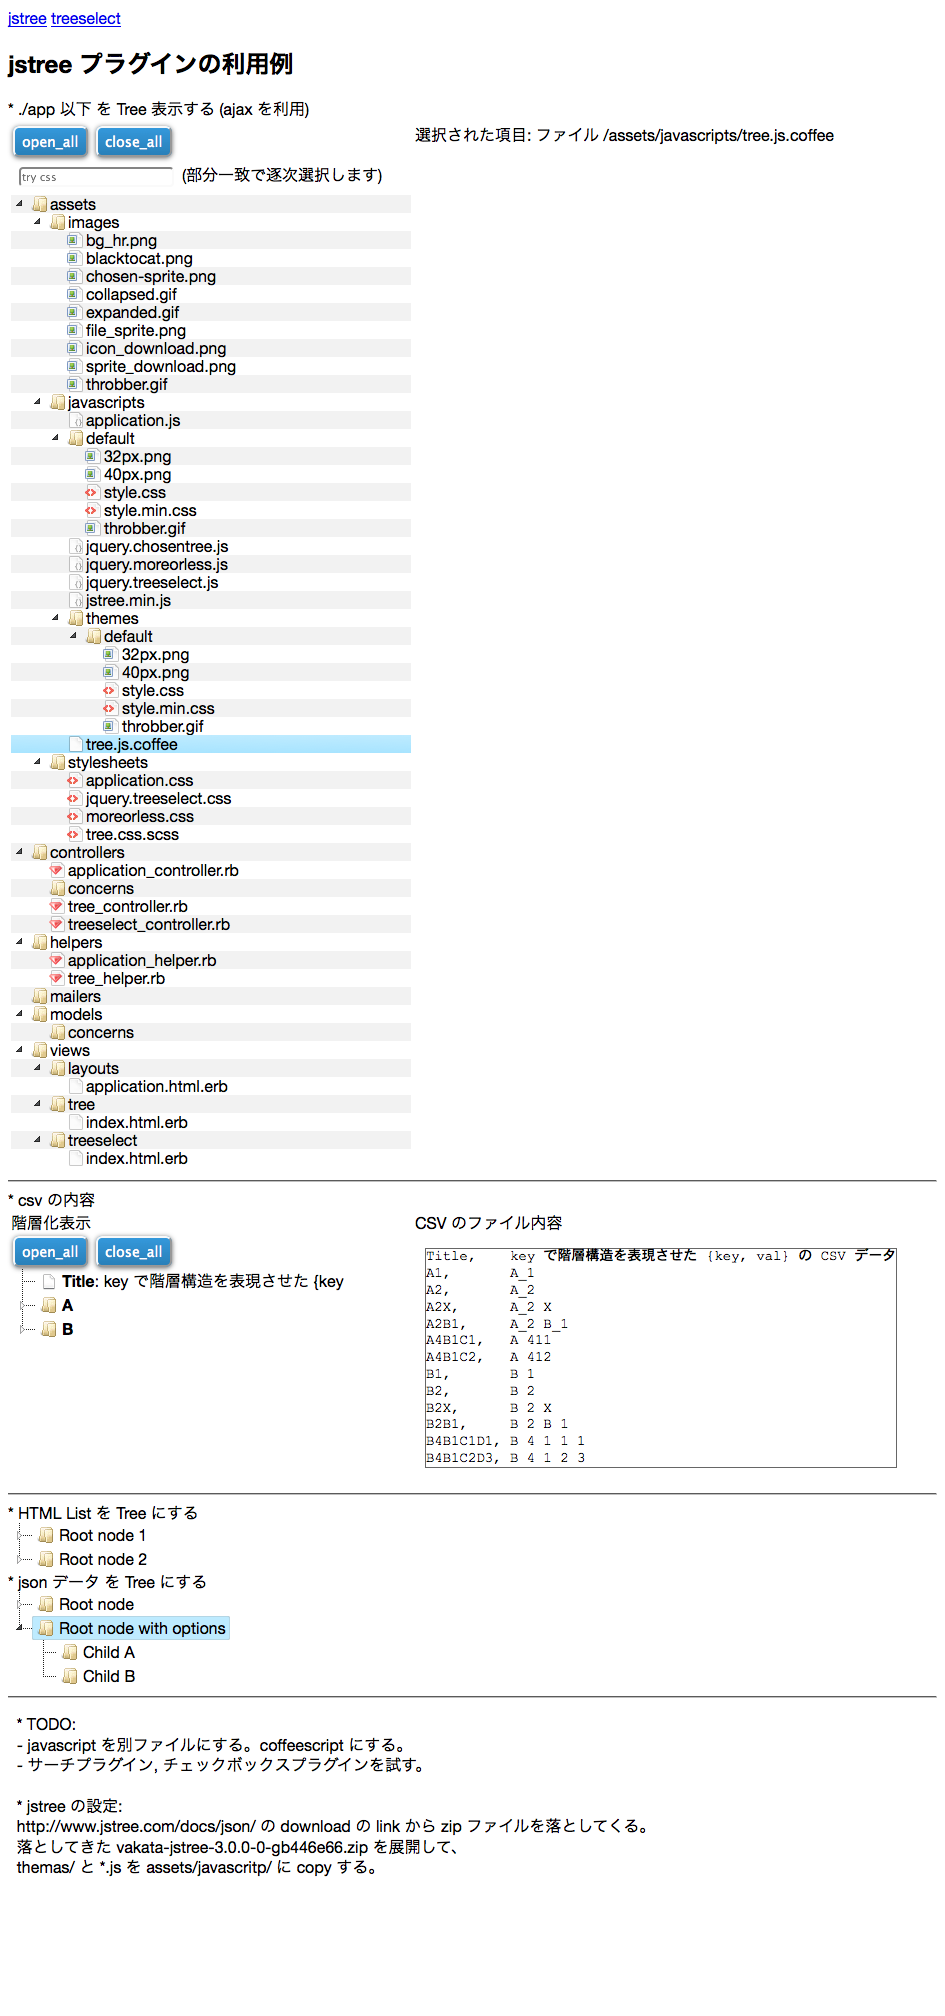 jstree treeselect
jstree プラグインの利用例
* ./app 以下 を Tree 表示する (ajax を利用)
open_all close_all
選択された項目: ファイル /assets/javascripts/tree.js.coffee
try css (部分一致で逐次選択します)
assets
images
bg_hr.png
blacktocat.png
chosen-sprite.png
collapsed.gif
expanded.gif
file_sprite.png
icon_download.png
sprite_download.png
throbber.gif
javascripts
application.js
default
32px.png
40px.png
style.css
style.min.css
throbber.gif
jquery.chosentree.js
jquery.moreorless.js
jquery.treeselect.js
jstree.min.js
themes
default
32px.png
40px.png
style.css
style.min.css
throbber.gif
tree.js.coffee
stylesheets
application.css
jquery.treeselect.css
moreorless.css
tree.css.scss
controllers
application_controller.rb
concerns
tree_controller.rb
treeselect_controller.rb
helpers
application_helper.rb
tree_helper.rb
mailers
models
concerns
views
layouts
application.html.erb
tree
index.html.erb
treeselect
index.html.erb
* csv の内容
階層化表示
open_all close_all
Title: key で階層構造を表現させた {key
A
B
CSV のファイル内容
Title, key で階層構造を表現させた {key, val} の CSV データ
A1, A_1
A2, A_2
A2X, A_2 X
A2B1, A_2 B_1
A4B1C1, A 411
A4B1C2, A 412
B1, B 1
B2, B 2
B2X, B 2 X
B2B1, B 2 B 1
B4B1C1D1, B 4 1 1 1
B4B1C2D3, B 4 1 2 3
* HTML List を Tree にする
Root node 1
Root node 2
* json データ を Tree にする
Root node
Root node with options
Child A
Child B
* TODO:
- javascript を別ファイルにする。coffeescript にする。
- サーチプラグイン, チェックボックスプラグインを試す。
* jstree の設定:
http://www.jstree.com/docs/json/ の download の link から zip ファイルを落としてくる。
落としてきた vakata-jstree-3.0.0-0-gb446e66.zip を展開して、
themas/ と *.js を assets/javascritp/ に copy する。